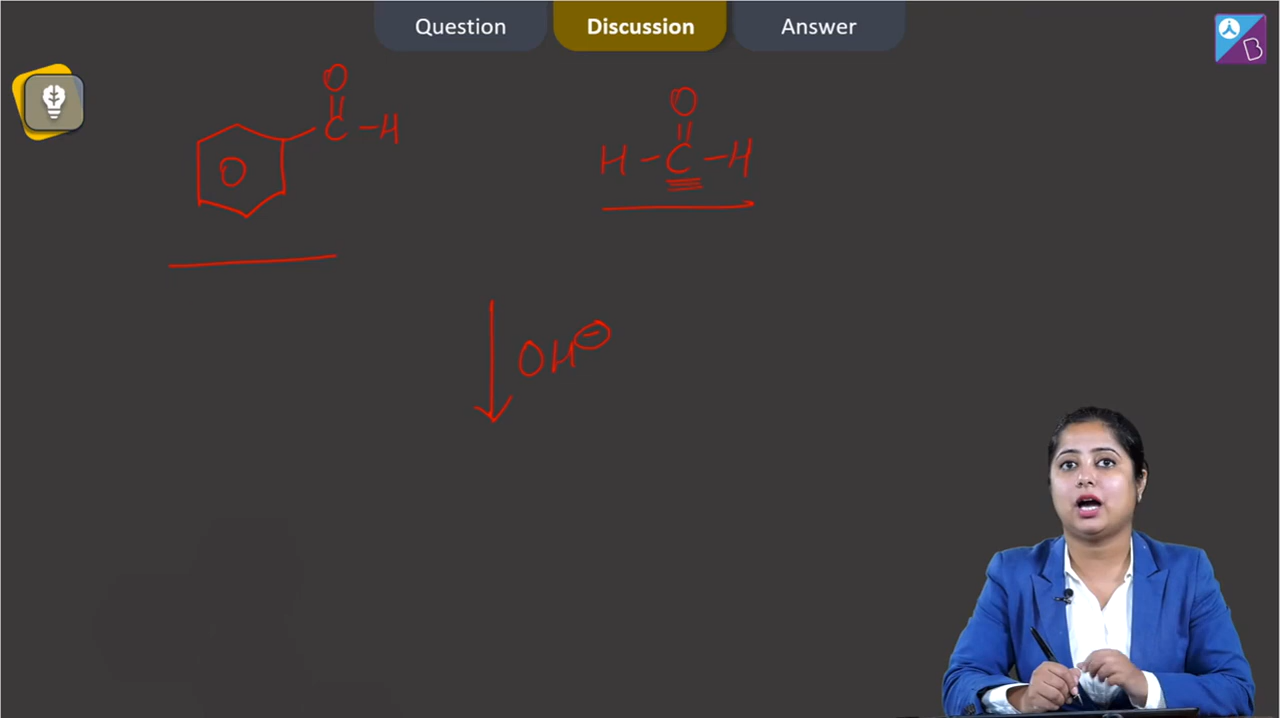 Question
Discussion
Answer
B
O
C-H
O
O
H-C-H
OH⊖